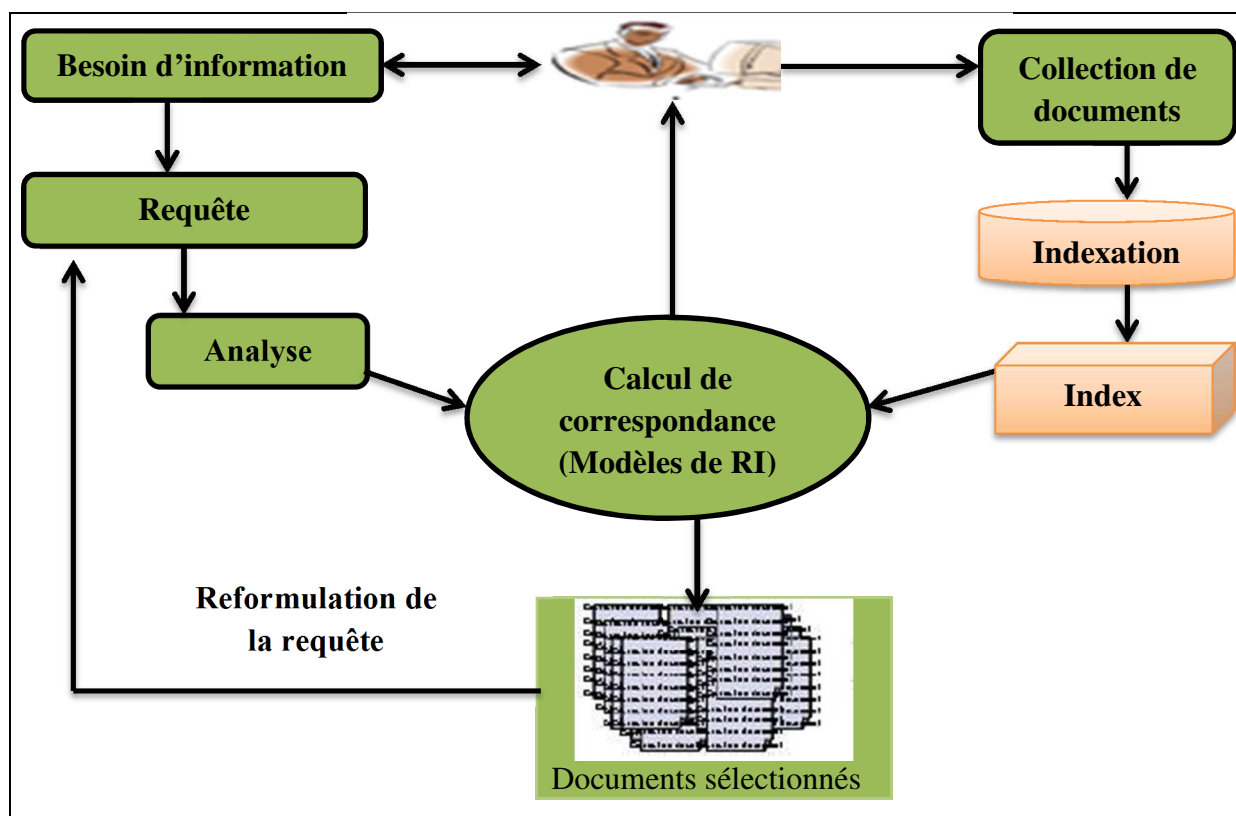 Besoin d’information
Collection de
documents
Requête
Indexation
Analyse
Index
Calcul de
correspondance
(Modèles de RI)
Reformulation de
la requête
Documents sélectionnés